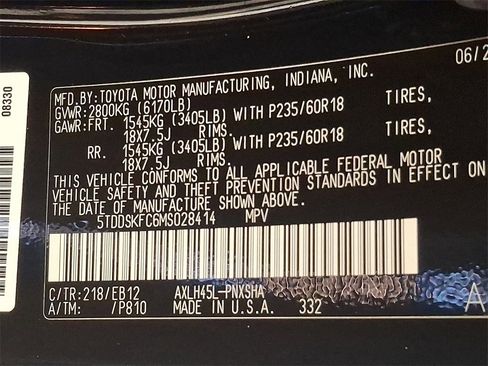 08330
06/2
MFD.BY:TOYOTA MOTOR MANUFACTURING, INDIANA, INC.
GVWR:2800KG (6170LB)
GAWR:FRT. 1545KG (3405LB) WITH P235/60R18 TIRES,
18X7.5J RIMS.
RR. 1545KG (3405LB) WITH P235/60R18 TIRES,
18X7.5J RIMS.
THIS VEHICLE CONFORMS TO ALL APPLICABLE FEDERAL MOTOR
VEHICLE SAFETY AND THEFT PREVENTION STANDARDS IN EFFECT ON
THE DATE OF MANUFACTURE SHOWN ABOVE.
5TDDSKFC6MS028414 MPV
C/TR:218/EB12 AXLH45L-PNXSHA A
A/TM: /P810 MADE IN U.S.A. 332